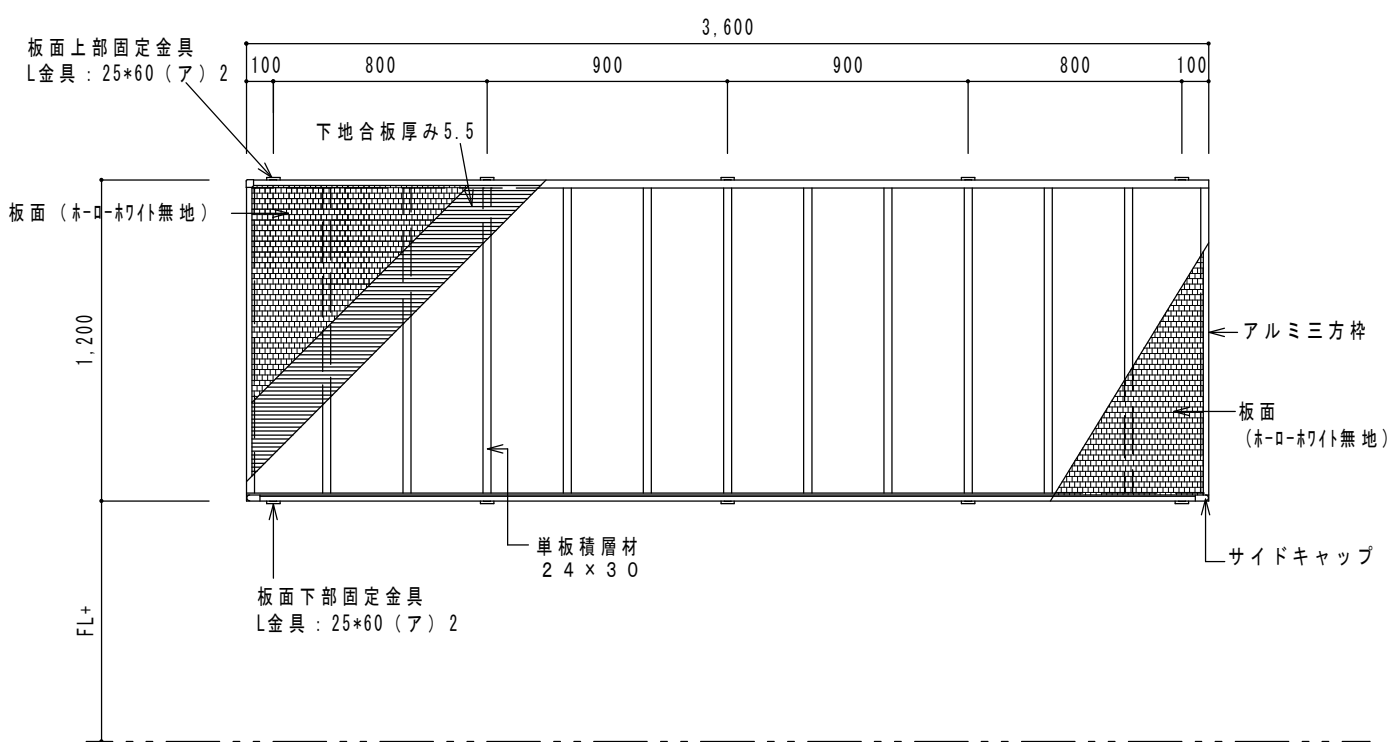 3,600
板面上部固定金具
L金具：25*60（ア）2
100 800 900 900 800 100
下地合板厚み5.5
板面（ﾎｰﾛｰﾎﾜｲﾄ無地）
1,200
アルミ三方枠
板面
（ﾎｰﾛｰﾎﾜｲﾄ無地）
単板積層材
２４×３０
サイドキャップ
板面下部固定金具
L金具：25*60（ア）2
FL+